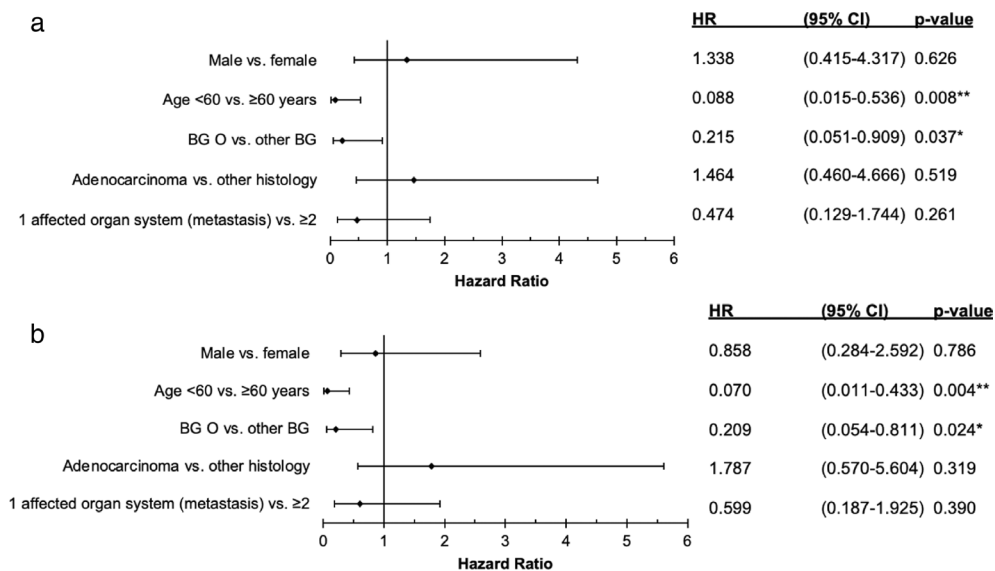 a
HR (95% CI) p-value
Male vs. female 1.338 (0.415-4.317) 0.626
Age <60 vs. ≥60 years 0.088 (0.015-0.536) 0.008**
BG O vs. other BG 0.215 (0.051-0.909) 0.037*
Adenocarcinoma vs. other histology 1.464 (0.460-4.666) 0.519
1 affected organ system (metastasis) vs. ≥2 0.474 (0.129-1.744) 0.261
0 1 2 3 4 5 6
Hazard Ratio
b
HR (95% CI) p-value
Male vs. female 0.858 (0.284-2.592) 0.786
Age <60 vs. ≥60 years 0.070 (0.011-0.433) 0.004**
BG O vs. other BG 0.209 (0.054-0.811) 0.024*
Adenocarcinoma vs. other histology 1.787 (0.570-5.604) 0.319
1 affected organ system (metastasis) vs. ≥2 0.599 (0.187-1.925) 0.390
0 1 2 3 4 5 6
Hazard Ratio